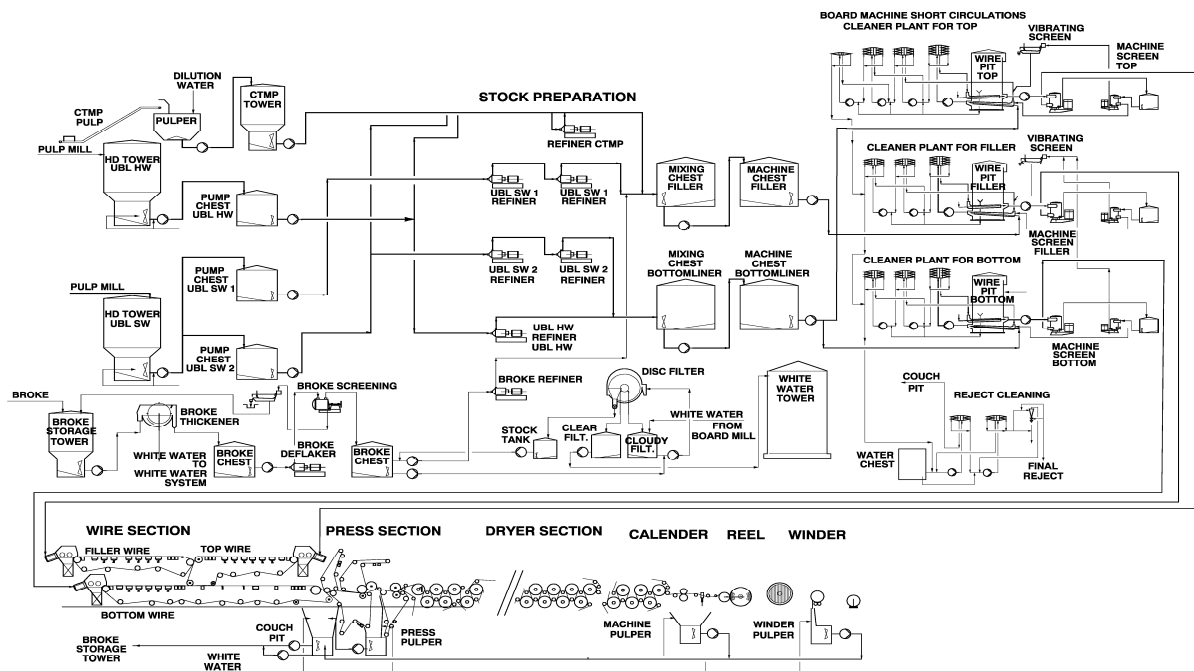 BOARD MACHINE SHORT CIRCULATIONS
CLEANER PLANT FOR TOP
VIBRATING
SCREEN
WIRE
PIT
TOP
MACHINE
SCREEN
TOP
DILUTION
WATER
CTMP
TOWER
CTMP
PULP
PULPER
STOCK PREPARATION
REFINER CTMP
PULP MILL
HD TOWER
UBL HW
PUMP
CHEST
UBL HW
UBL SW 1
REFINER
UBL SW 1
REFINER
MIXING
CHEST
FILLER
MACHINE
CHEST
FILLER
CLEANER PLANT FOR FILLER
VIBRATING
SCREEN
WIRE
PIT
FILLER
MACHINE
SCREEN
FILLER
UBL SW 2
REFINER
UBL SW 2
REFINER
MIXING
CHEST
BOTTOMLINER
MACHINE
CHEST
BOTTOMLINER
CLEANER PLANT FOR BOTTOM
WIRE
PIT
BOTTOM
MACHINE
SCREEN
BOTTOM
PULP MILL
HD TOWER
UBL SW
PUMP
CHEST
UBL SW 1
PUMP
CHEST
UBL SW 2
UBL HW
REFINER
UBL HW
BROKE REFINER
DISC FILTER
WHITE
WATER
TOWER
COUCH
PIT
REJECT CLEANING
BROKE
BROKE
STORAGE
TOWER
BROKE
THICKENER
BROKE SCREENING
WHITE WATER
TO
WHITE WATER
SYSTEM
BROKE
CHEST
BROKE
DEFLAKER
BROKE
CHEST
STOCK
TANK
CLEAR
FILT.
CLOUDY
FILT.
WHITE WATER
FROM
BOARD MILL
WATER
CHEST
FINAL
REJECT
WIRE SECTION
PRESS SECTION
DRYER SECTION
CALENDER
REEL
WINDER
FILLER WIRE
TOP WIRE
BOTTOM WIRE
COUCH
PIT
PRESS
PULPER
MACHINE
PULPER
WINDER
PULPER
BROKE
STORAGE
TOWER
WHITE
WATER